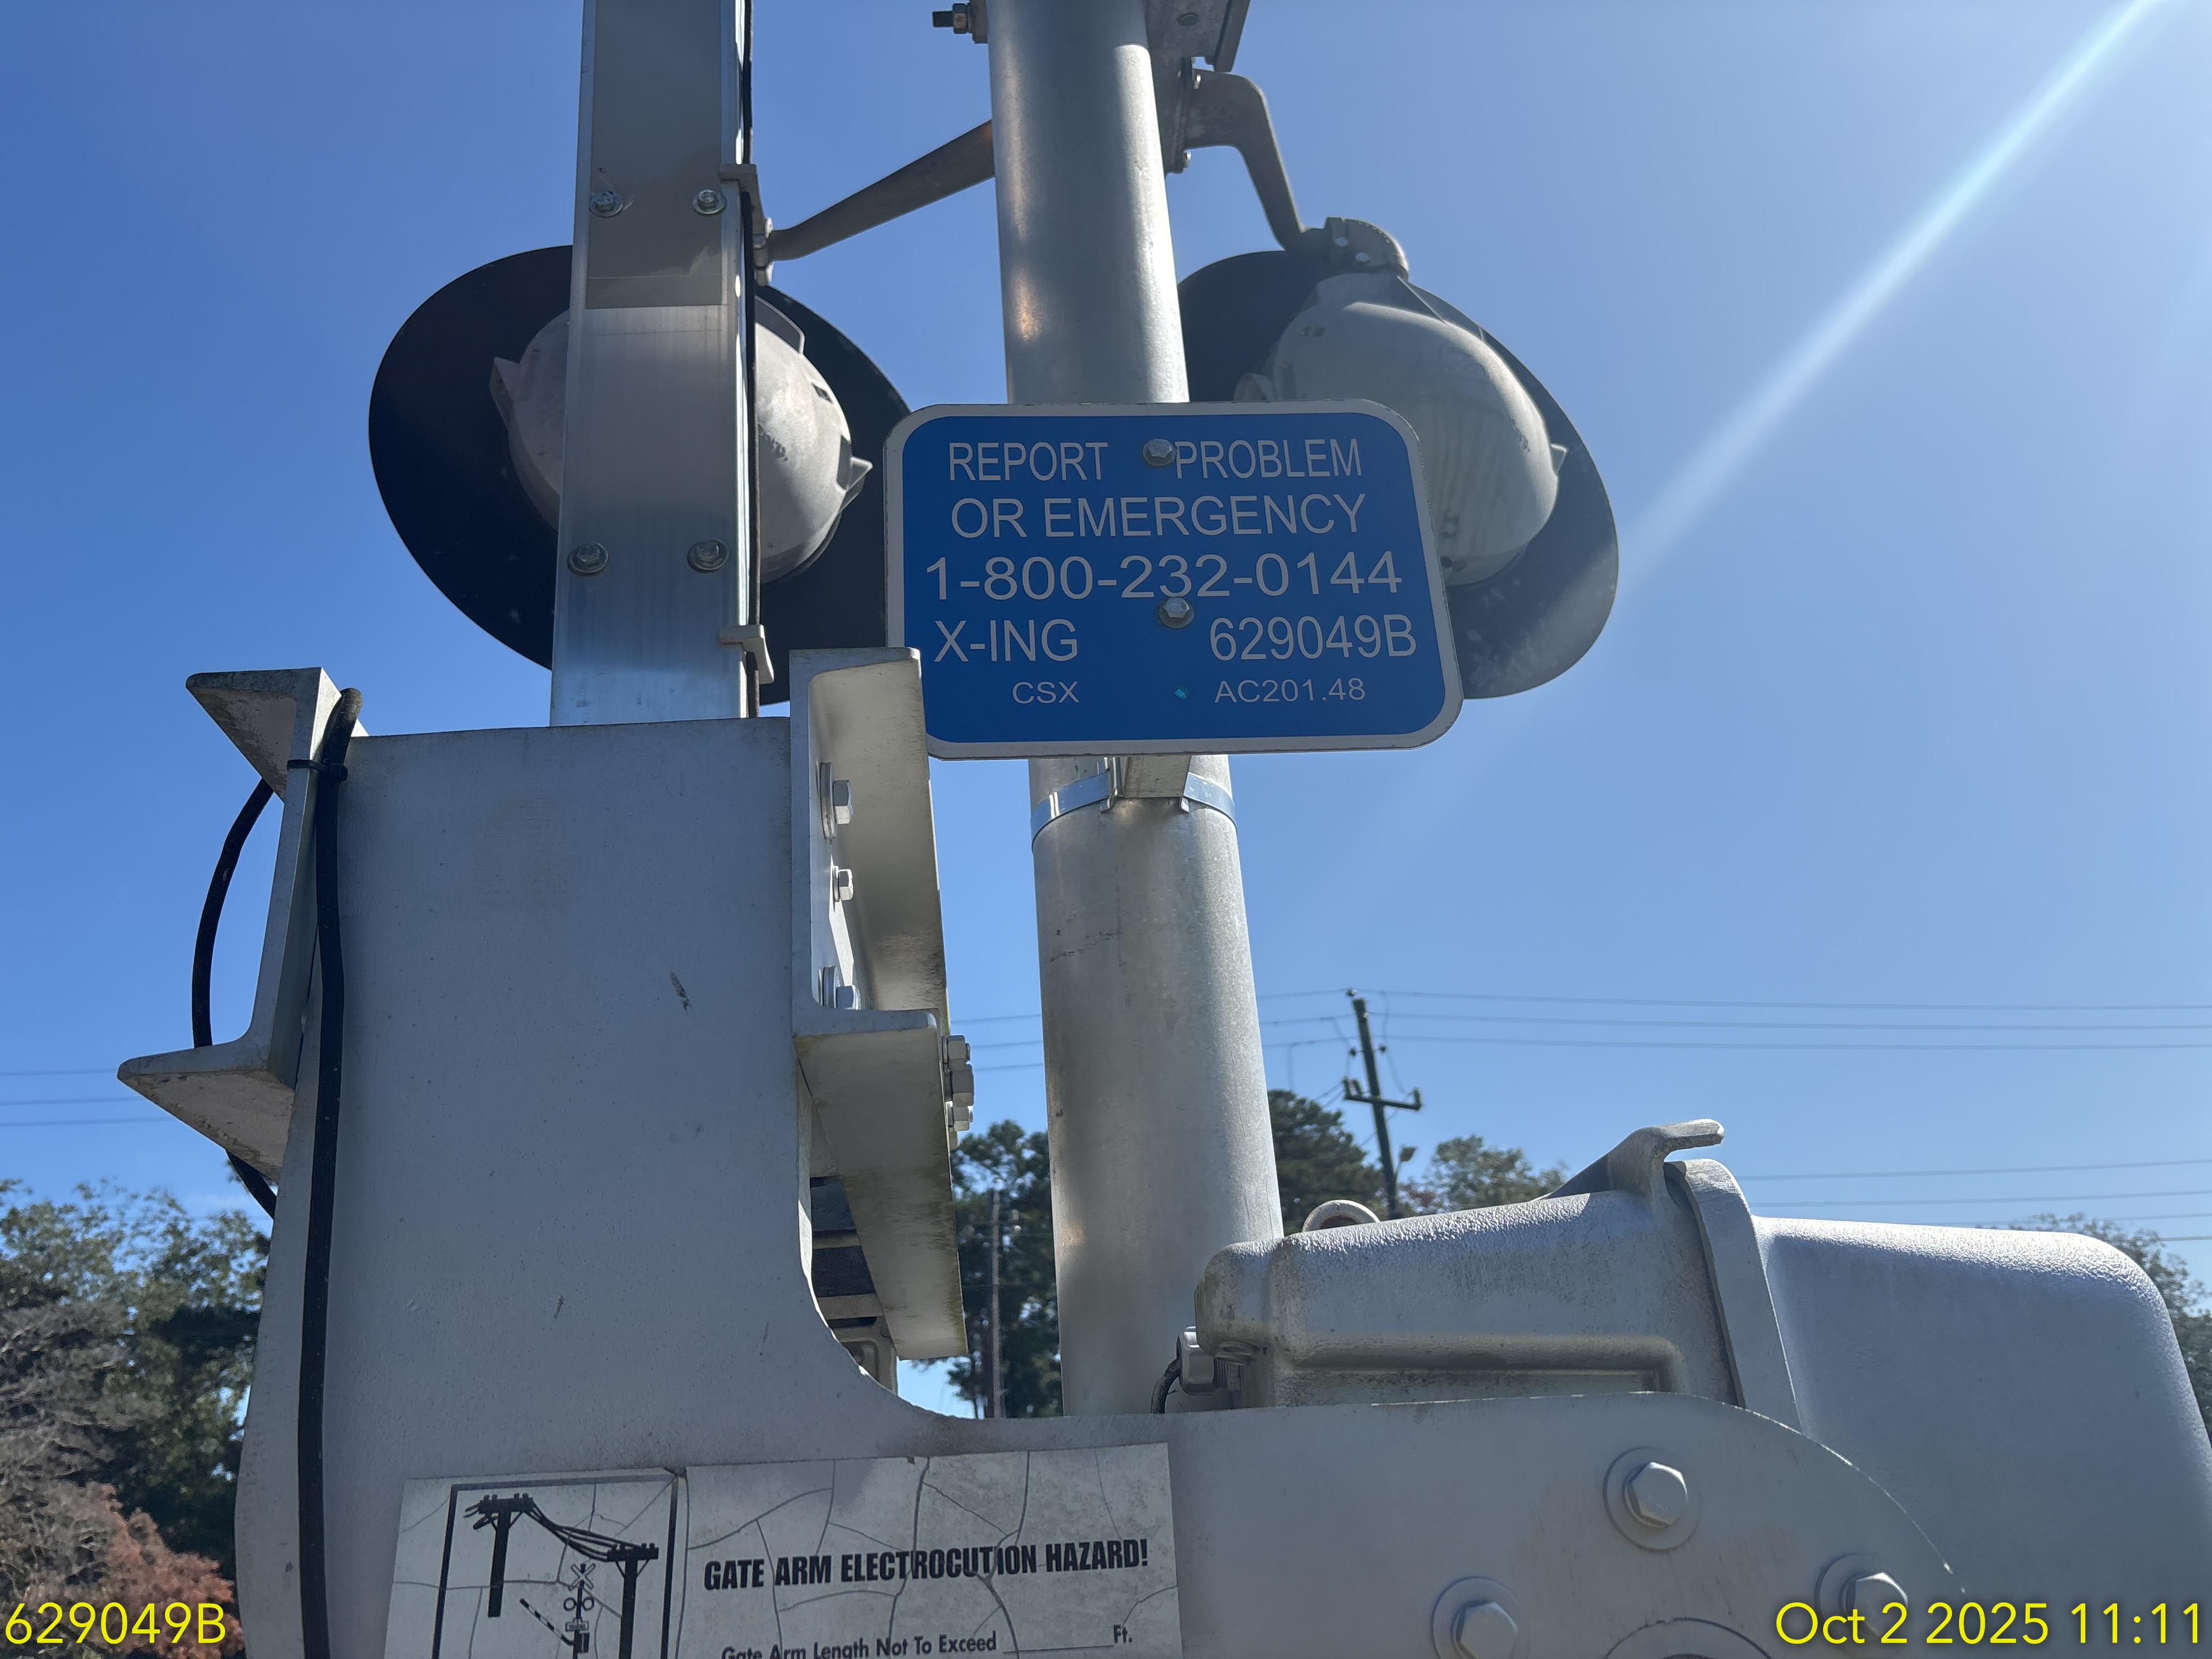 REPORT PROBLEM
OR EMERGENCY
1-800-232-0144
X-ING 629049B
CSX AC201.48
GATE ARM ELECTROCUTION HAZARD!
Gate Arm Length Not To Exceed ________ Ft.
629049B
Oct 2 2025 11:11